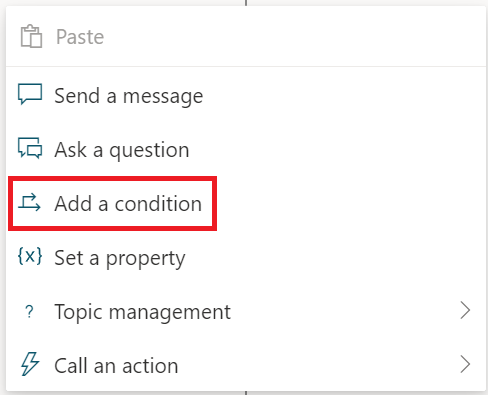 Paste
Send a message
Ask a question
Add a condition
{x} Set a property
? Topic management
Call an action